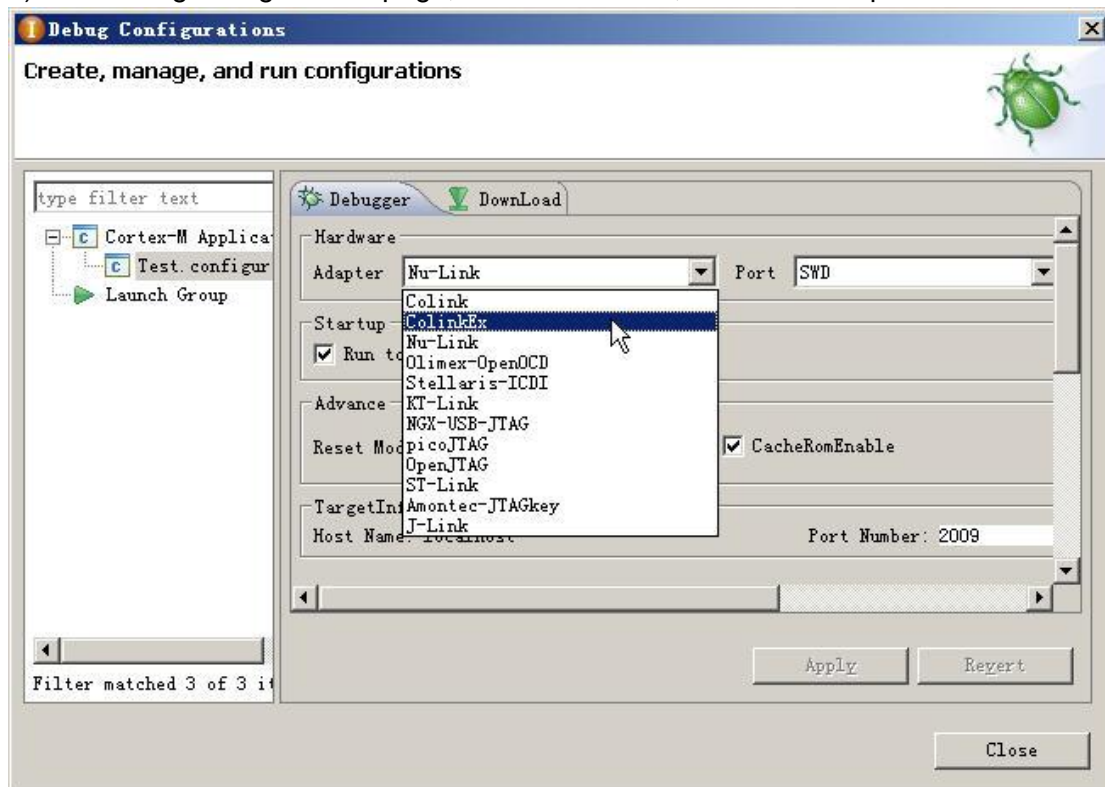 Debug Configurations
Create, manage, and run configurations
type filter text
Cortex-M Applica
Test.configur
Launch Group
Filter matched 3 of 3 it
Debugger DownLoad
Hardware
Adapter Nu-Link Port SWD
Colink
ColinkEx
Nu-Link
Olimex-OpenOCD
Stellaris-ICDI
KT-Link
NGX-USB-JTAG
picoJTAG
OpenJTAG
ST-Link
Amontec-JTAGkey
J-Link
Startup
Run to
Advance
Reset Mod CacheRomEnable
TargetInf
Host Name: localhost Port Number: 2009
Apply Revert
Close